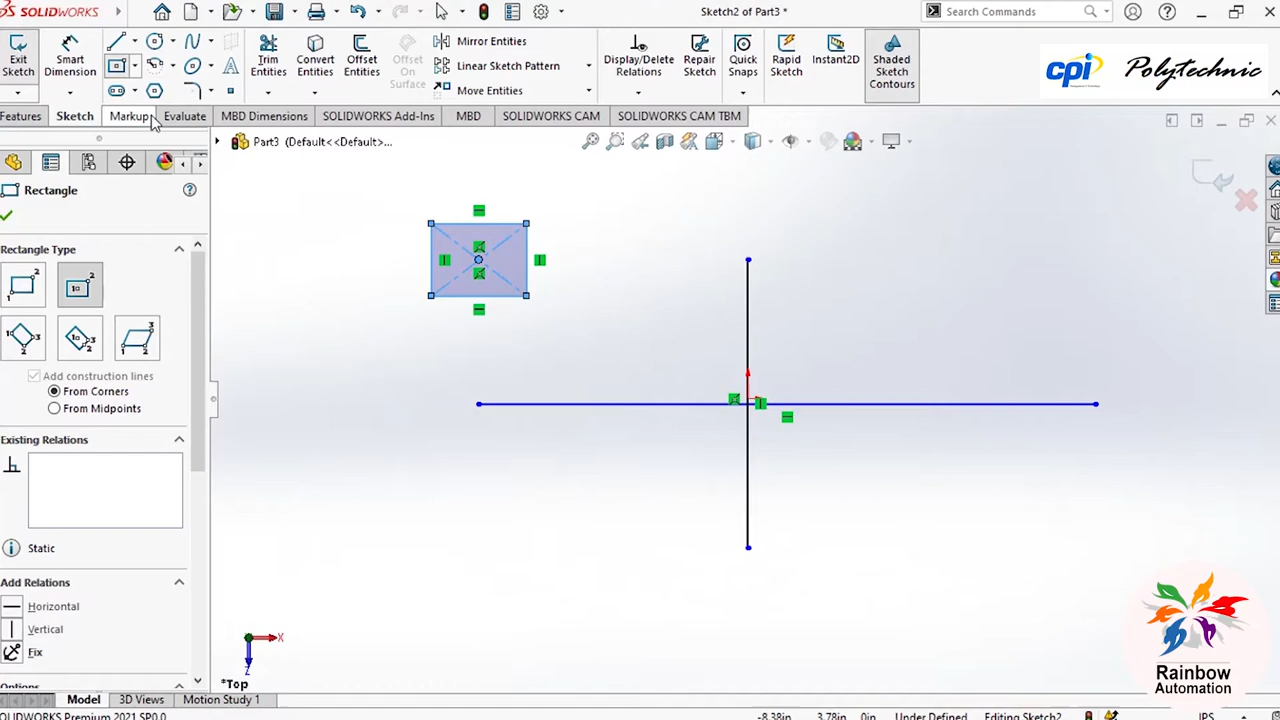 SOLIDWORKS
Sketch2 of Part3 *
Search Commands
Exit Sketch
Smart Dimension
Trim Entities
Convert Entities
Offset Entities
Offset On Surface
Mirror Entities
Linear Sketch Pattern
Move Entities
Display/Delete Relations
Repair Sketch
Quick Snaps
Rapid Sketch
Instant2D
Shaded Sketch Contours
cpi Polytechnic
Features
Sketch
Markup
Evaluate
MBD Dimensions
SOLIDWORKS Add-Ins
MBD
SOLIDWORKS CAM
SOLIDWORKS CAM TBM
Part3 (Default<<Default>...
Rectangle
Rectangle Type
Add construction lines
From Corners
From Midpoints
Existing Relations
Static
Add Relations
Horizontal
Vertical
Fix
Options
X
Z
*Top
Rainbow
Automation
Model
3D Views
Motion Study 1
SOLIDWORKS Premium 2021 SP0.0
-8.38in
3.78in
0in
Under Defined
Editing Sketch2
IPS